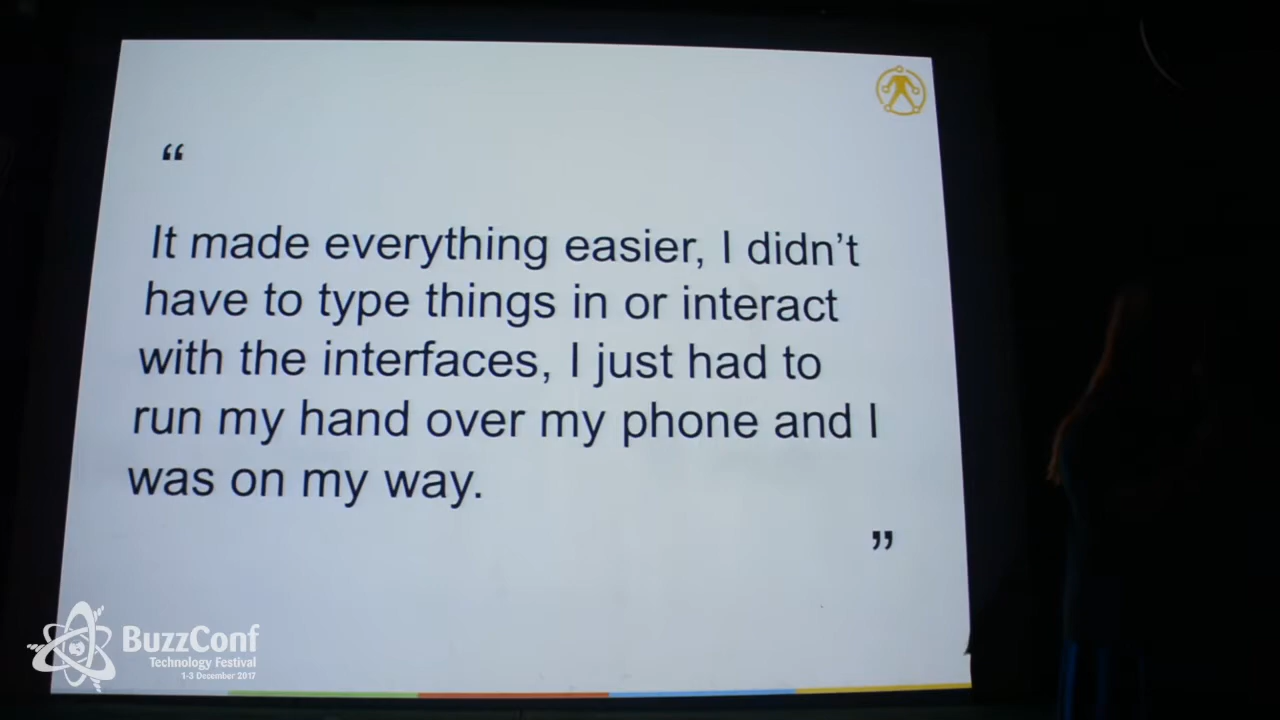 “
It made everything easier, I didn’t
have to type things in or interact
with the interfaces, I just had to
run my hand over my phone and I
was on my way.
”
BuzzConf
Technology Festival
1-3 December 2017